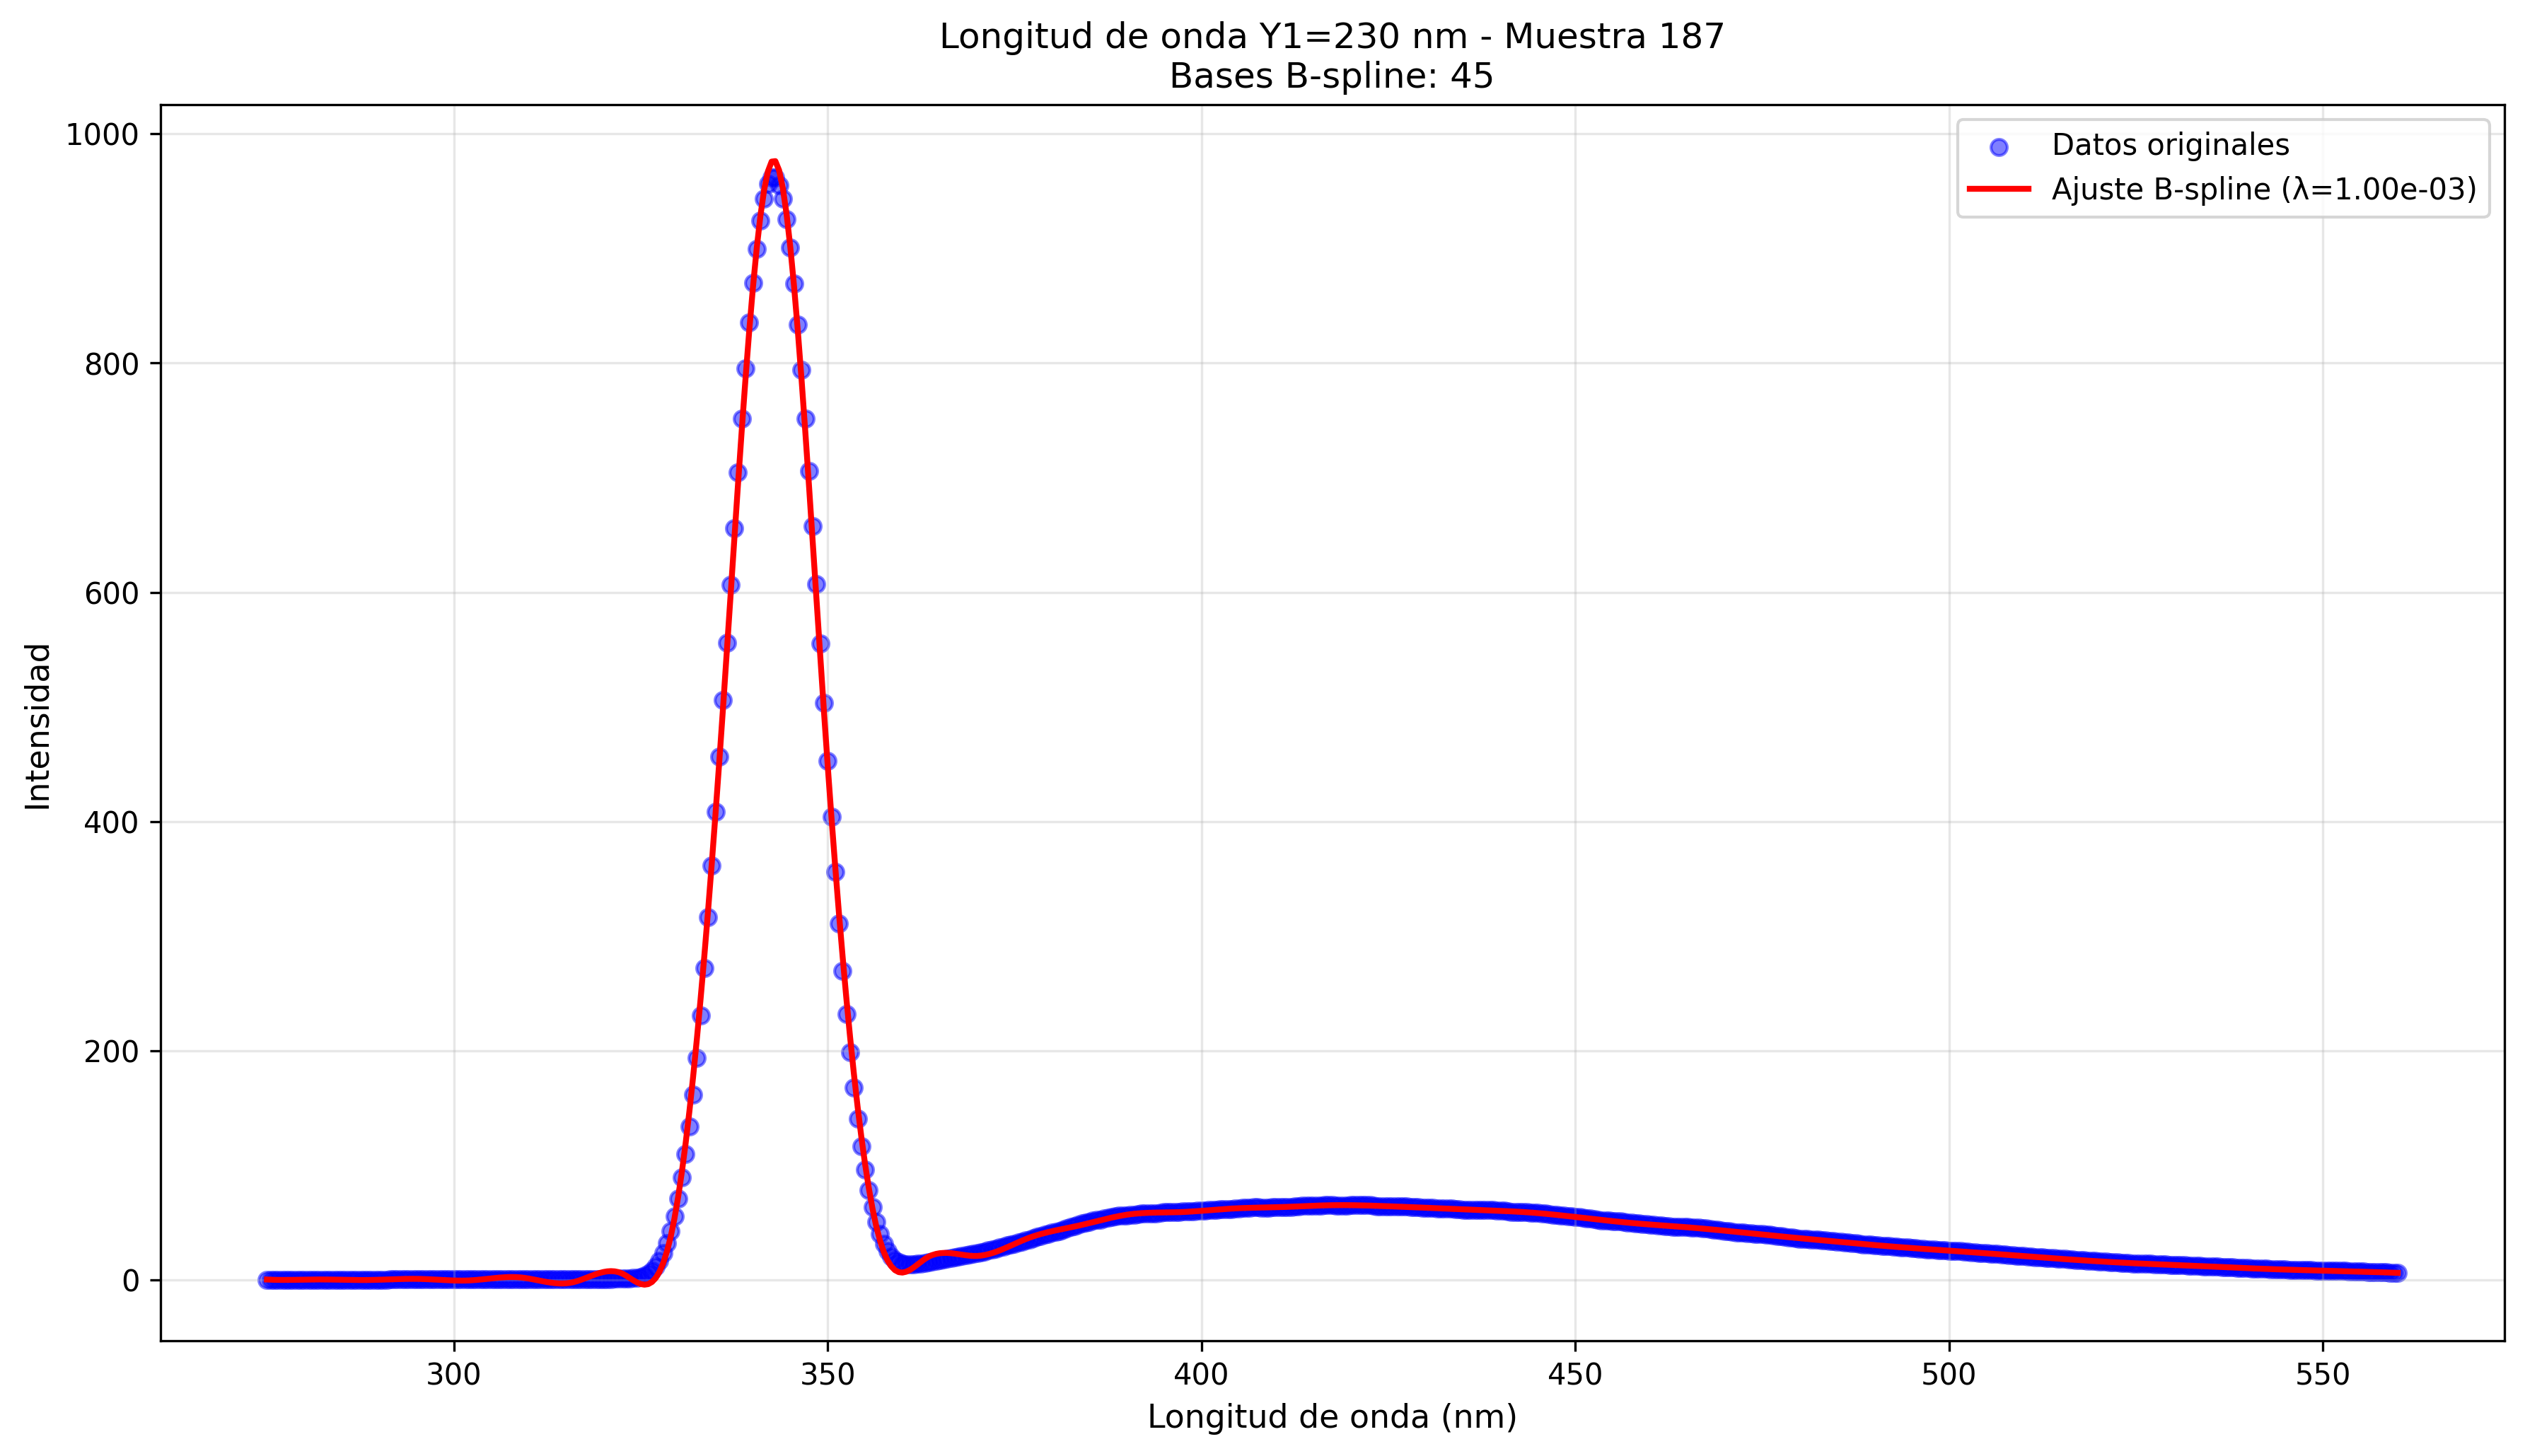 Longitud de onda Y1=230 nm - Muestra 187
Bases B-spline: 45
1000
800
600
400
200
0
Intensidad
Datos originales
Ajuste B-spline (λ=1.00e-03)
300 350 400 450 500 550
Longitud de onda (nm)